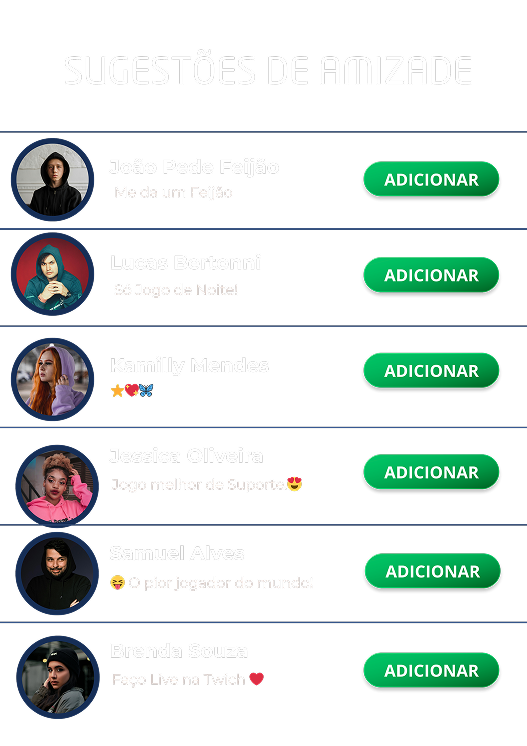 SUGESTÕES DE AMIZADE
João Pede Feijão
Me da um Feijão
ADICIONAR
Lucas Bortonni
Só Jogo de Noite!
ADICIONAR
Kamilly Mendes
⭐💖🦋
ADICIONAR
Jessica Oliveira
Jogo melhor de Suporte 😍
ADICIONAR
Samuel Alves
😝 O pior jogador do mundo!
ADICIONAR
Brenda Souza
Faço Live na Twich ❤️
ADICIONAR